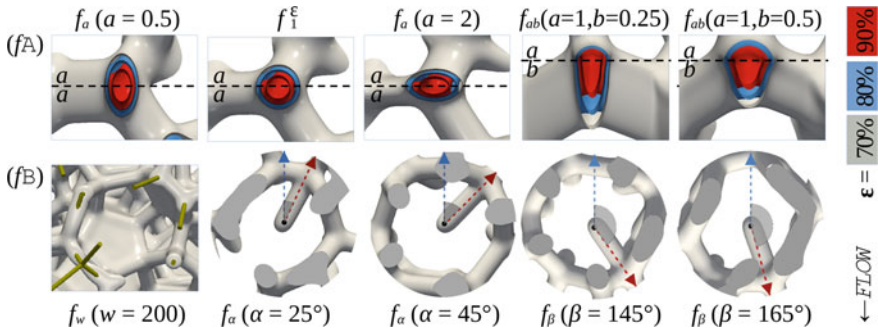 f_a (a = 0.5) f_1^ε f_a (a = 2) f_ab(a=1,b=0.25) f_ab(a=1,b=0.5)
(fA)
a
a
a
a
a
a
a
b
a
b
90%
80%
70%
ε =
(fB)
←FLOW
f_w (w = 200) f_α (α = 25°) f_α (α = 45°) f_β (β = 145°) f_β (β = 165°)